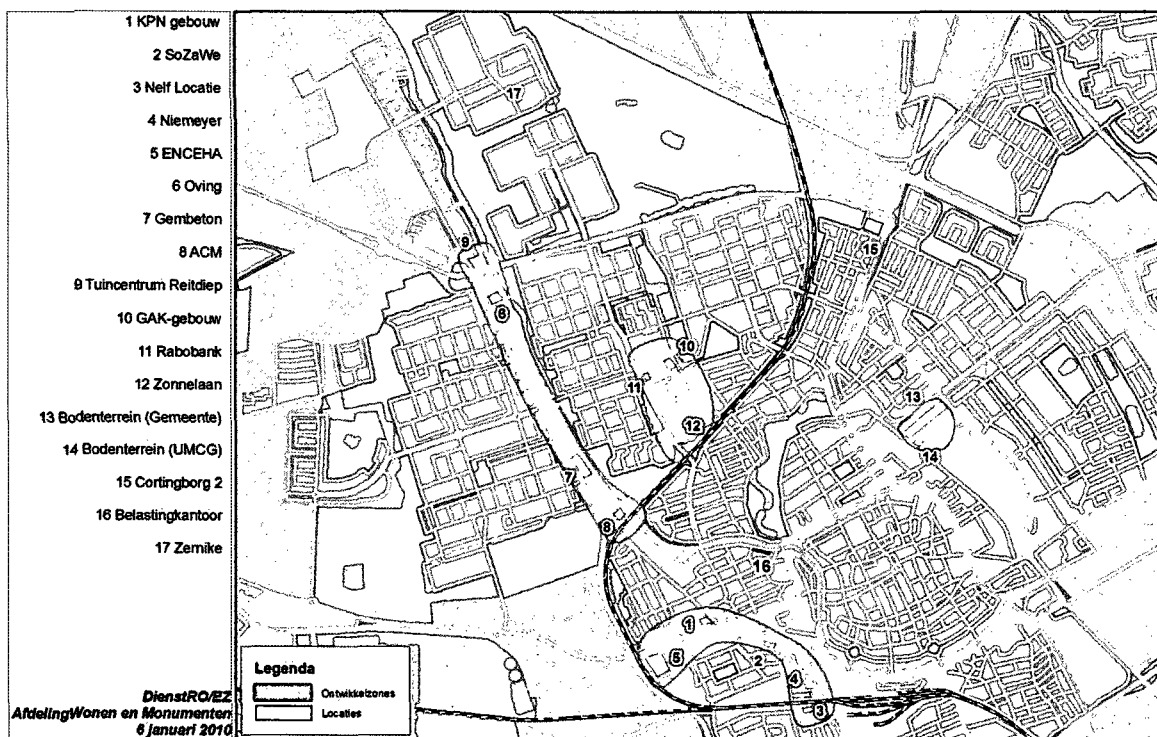 1 KPN gebouw
2 SoZaWe
3 Nelf Locatie
4 Niemeyer
5 ENCEHA
6 Oving
7 Gembeton
8 ACM
9 Tuincentrum Reitdiep
10 GAK-gebouw
11 Rabobank
12 Zonnelaan
13 Bodenterrein (Gemeente)
14 Bodenterrein (UMCG)
15 Cortingborg 2
16 Belastingkantoor
17 Zernike
DienstRO/EZ
AfdelingWonen en Monumenten
6 januari 2010
Legenda
Ontwikkelzones
Locaties
17
15
9
8
10
11
13
12
14
7
8
16
1
5
2
4
3